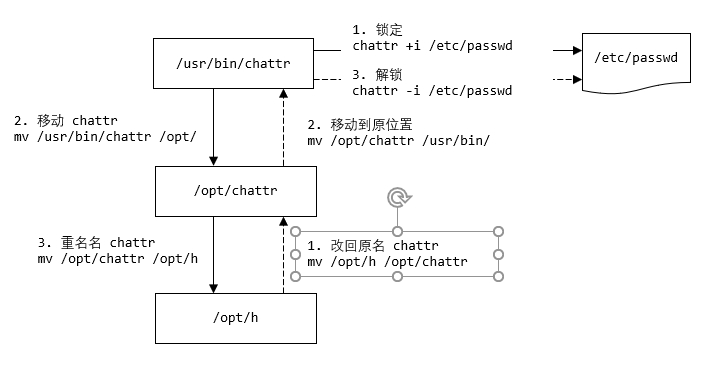 1. 锁定
chattr +i /etc/passwd
/usr/bin/chattr
/etc/passwd
3. 解锁
chattr -i /etc/passwd
2. 移动 chattr
mv /usr/bin/chattr /opt/
2. 移动到原位置
mv /opt/chattr /usr/bin/
/opt/chattr
3. 重名名 chattr
mv /opt/chattr /opt/h
1. 改回原名 chattr
mv /opt/h /opt/chattr
/opt/h